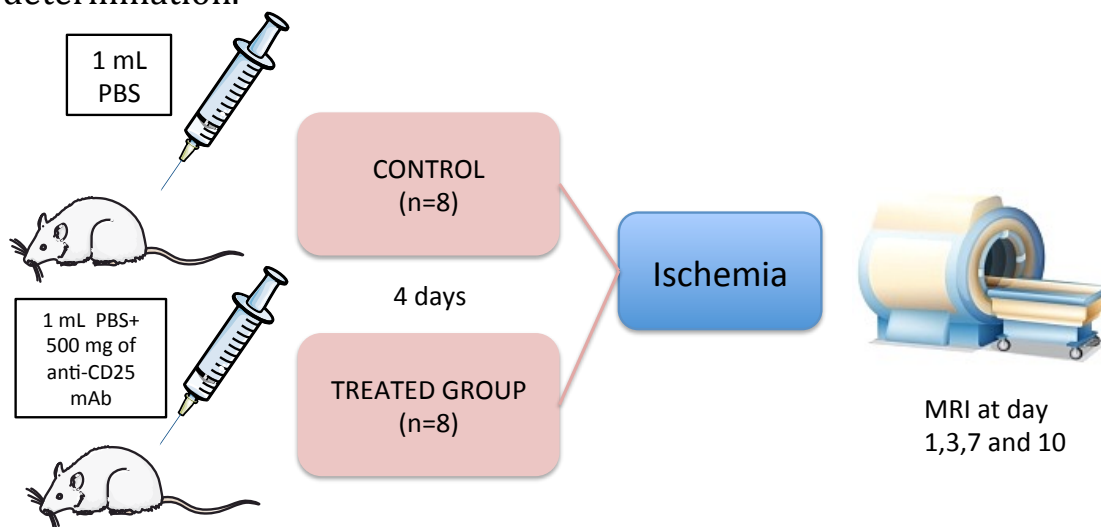 determination.
1 mL
PBS
CONTROL
(n=8)
Ischemia
4 days
1 mL PBS+
500 mg of
anti-CD25
mAb
TREATED GROUP
(n=8)
MRI at day
1,3,7 and 10